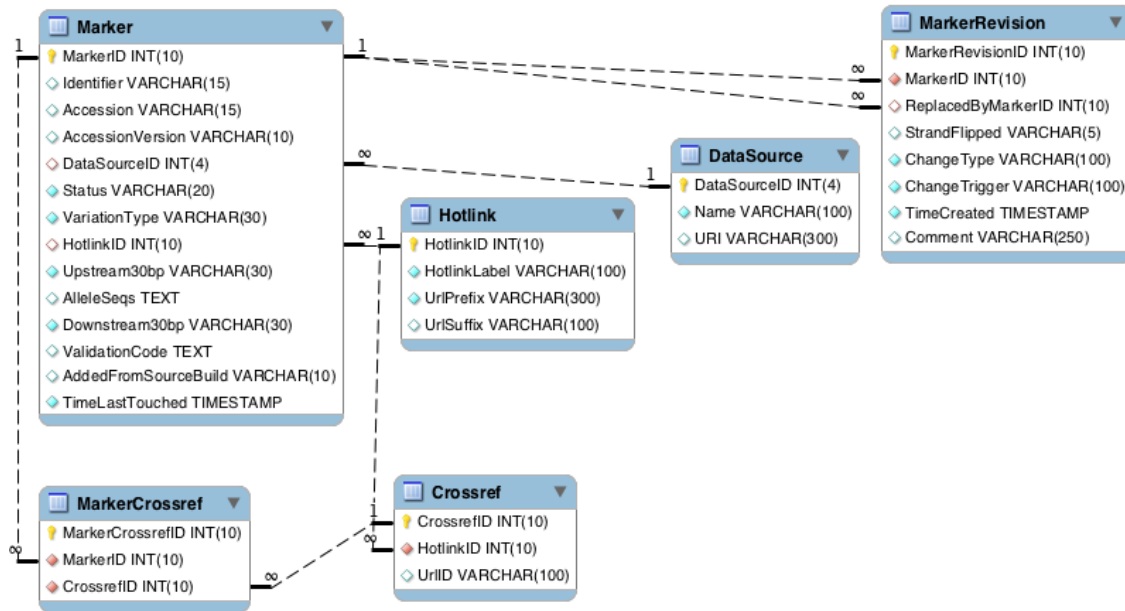 Marker
MarkerID INT(10)
Identifier VARCHAR(15)
Accession VARCHAR(15)
AccessionVersion VARCHAR(10)
DataSourceID INT(4)
Status VARCHAR(20)
VariationType VARCHAR(30)
HotlinkID INT(10)
Upstream30bp VARCHAR(30)
AlleleSeqs TEXT
Downstream30bp VARCHAR(30)
ValidationCode TEXT
AddedFromSourceBuild VARCHAR(10)
TimeLastTouched TIMESTAMP
1
1
∞
∞
MarkerRevision
MarkerRevisionID INT(10)
MarkerID INT(10)
ReplacedByMarkerID INT(10)
StrandFlipped VARCHAR(5)
ChangeType VARCHAR(100)
ChangeTrigger VARCHAR(100)
TimeCreated TIMESTAMP
Comment VARCHAR(250)
∞
∞
DataSource
DataSourceID INT(4)
Name VARCHAR(100)
URI VARCHAR(300)
1
Hotlink
HotlinkID INT(10)
HotlinkLabel VARCHAR(100)
UrlPrefix VARCHAR(300)
UrlSuffix VARCHAR(100)
1
MarkerCrossref
MarkerCrossrefID INT(10)
MarkerID INT(10)
CrossrefID INT(10)
∞
∞
Crossref
CrossrefID INT(10)
HotlinkID INT(10)
UrlID VARCHAR(100)
1
∞